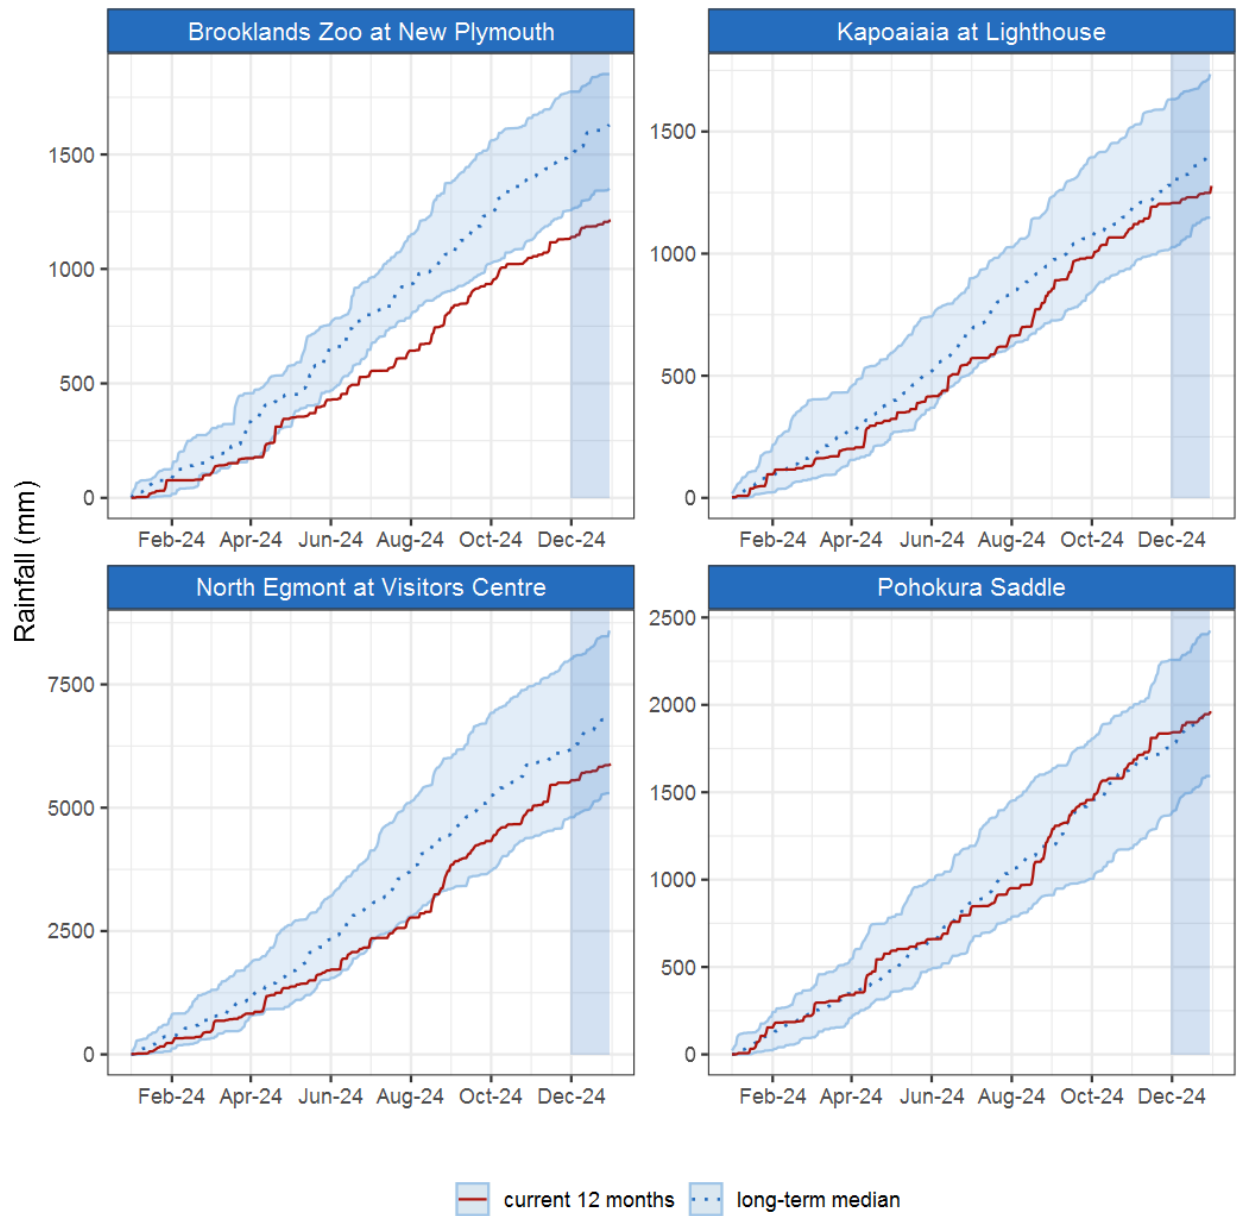 Brooklands Zoo at New Plymouth
Kapoaiaia at Lighthouse
1500
1000
500
0
1500
1000
500
0
Feb-24 Apr-24 Jun-24 Aug-24 Oct-24 Dec-24
Feb-24 Apr-24 Jun-24 Aug-24 Oct-24 Dec-24
Rainfall (mm)
North Egmont at Visitors Centre
Pohokura Saddle
7500
5000
2500
0
2500
2000
1500
1000
500
0
Feb-24 Apr-24 Jun-24 Aug-24 Oct-24 Dec-24
Feb-24 Apr-24 Jun-24 Aug-24 Oct-24 Dec-24
current 12 months
long-term median